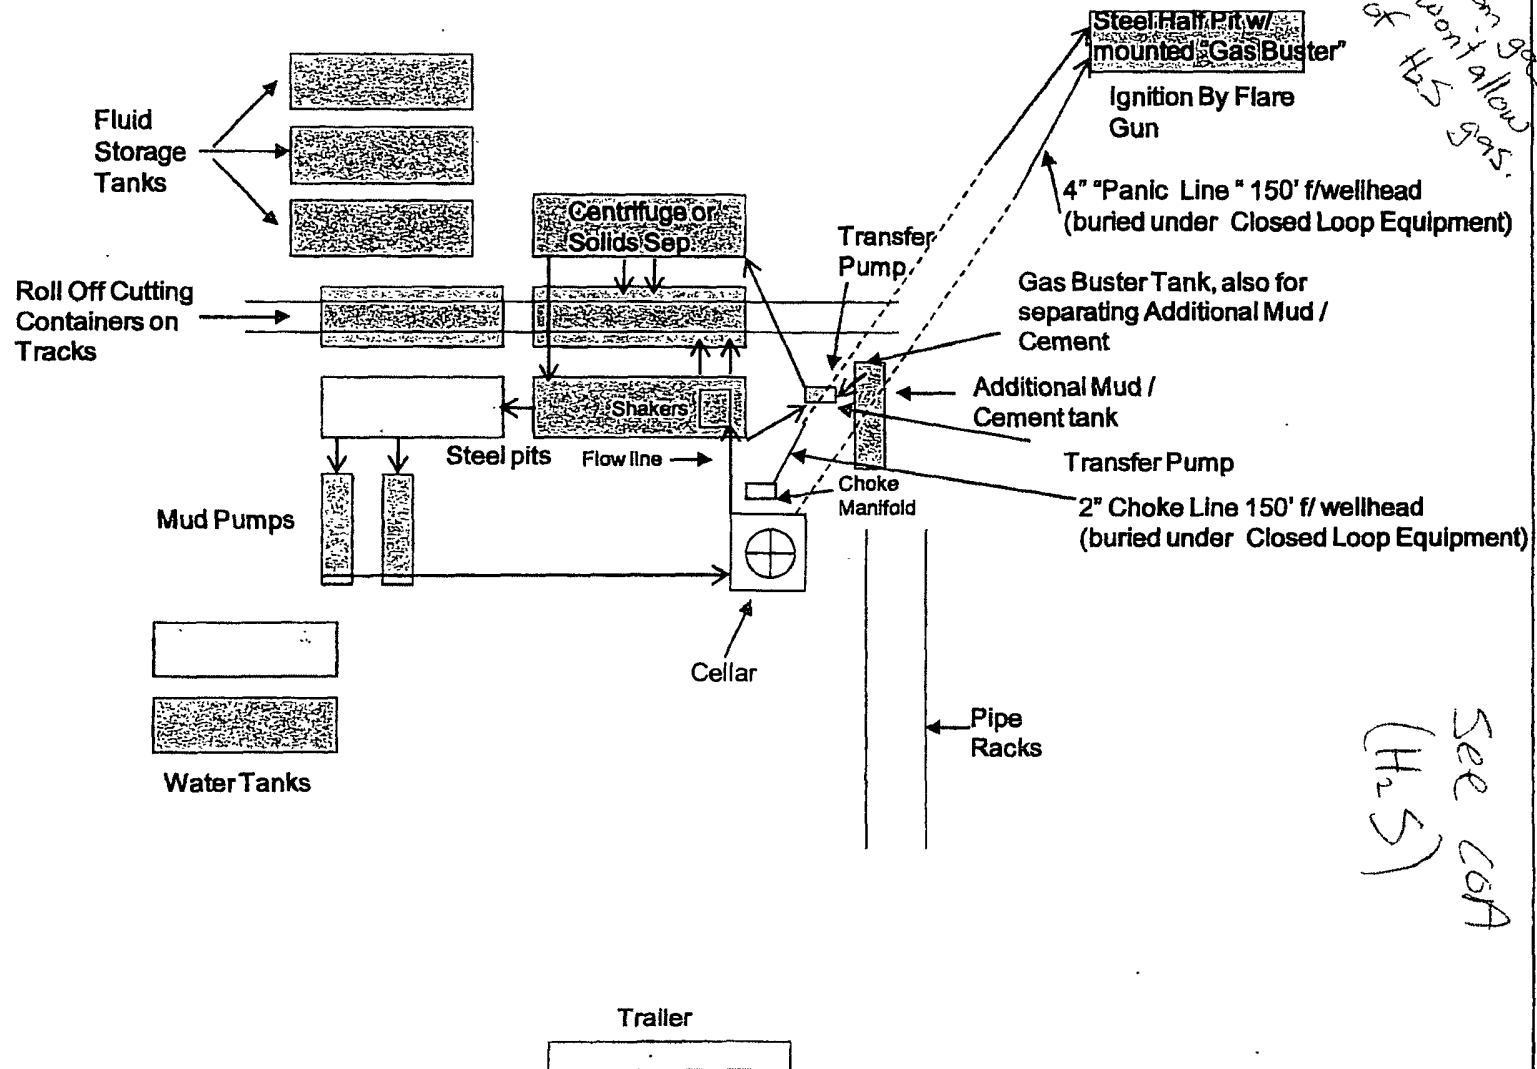 Steel Half Pit w/
mounted "Gas Buster"
Ignition By Flare
Gun
won't allow
of H2S gas.
Fluid
Storage
Tanks
4" "Panic Line " 150' f/wellhead
(buried under Closed Loop Equipment)
Centrifuge or
Solids Sep.
Transfer
Pump
Roll Off Cutting
Containers on
Tracks
Gas Buster Tank, also for
separating Additional Mud /
Cement
Additional Mud /
Cement tank
Shakers
Steel pits
Flow line
Transfer Pump
Choke
Manifold
2" Choke Line 150' f/ wellhead
(buried under Closed Loop Equipment)
Mud Pumps
Cellar
Pipe
Racks
Water Tanks
See COA
(H2S)
Trailer